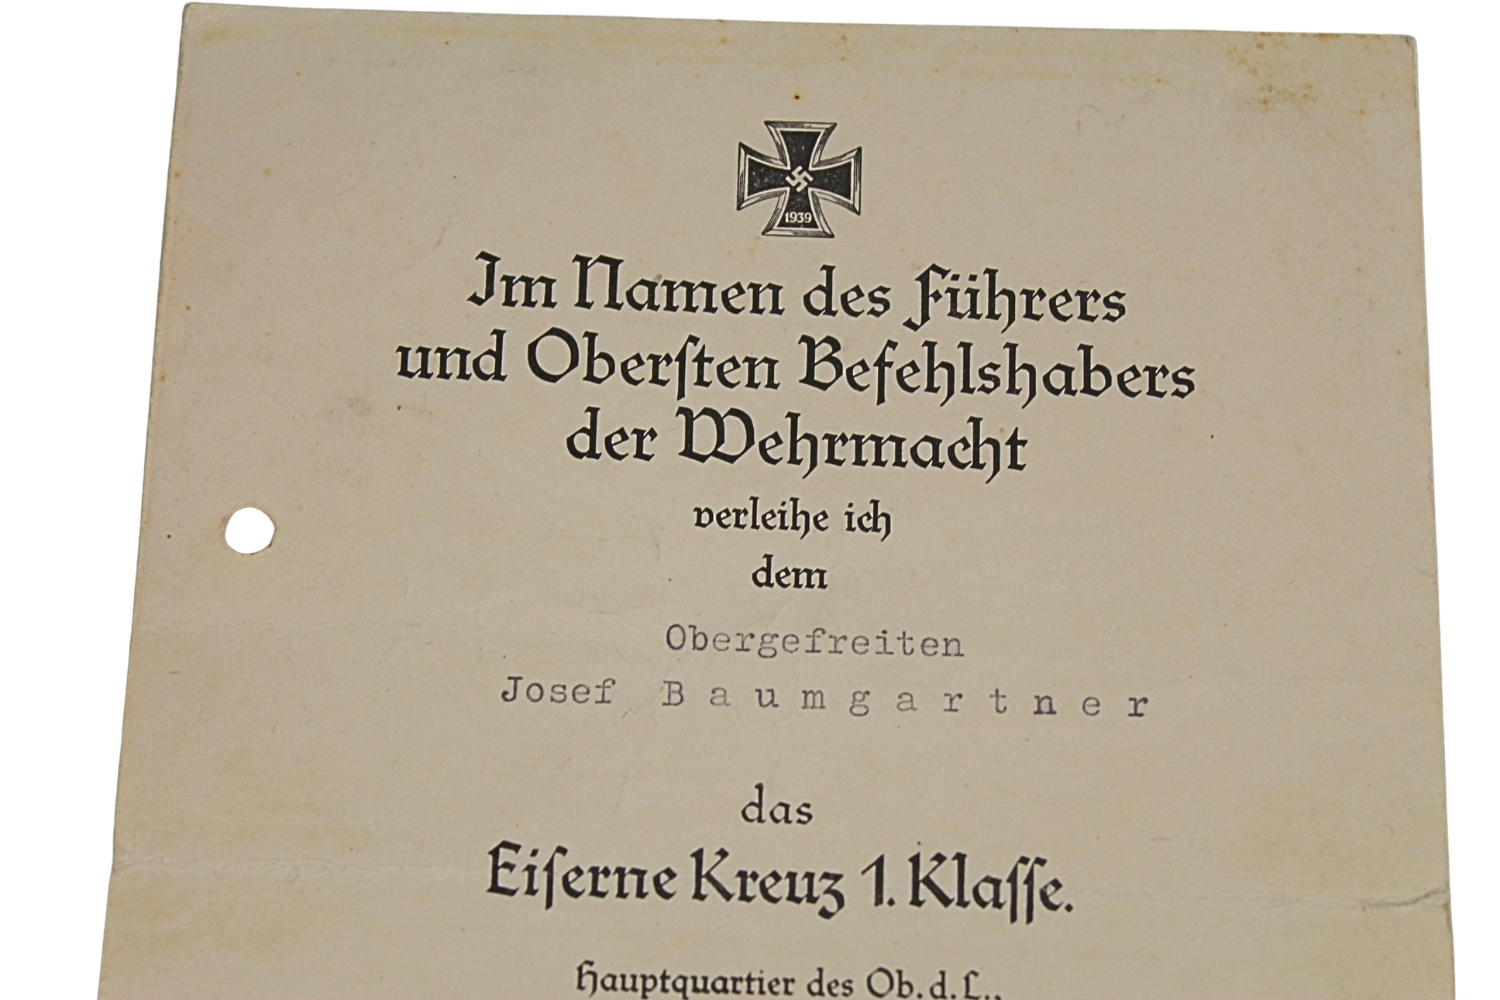 1939
Im Namen des Führers
und Oberſten Befehlshabers
der Wehrmacht
verleihe ich
dem
Obergefreiten
Josef B a u m g a r t n e r
das
Eiſerne Kreuz 1. Klaſſe.
Hauptquartier des Ob. d. L.,